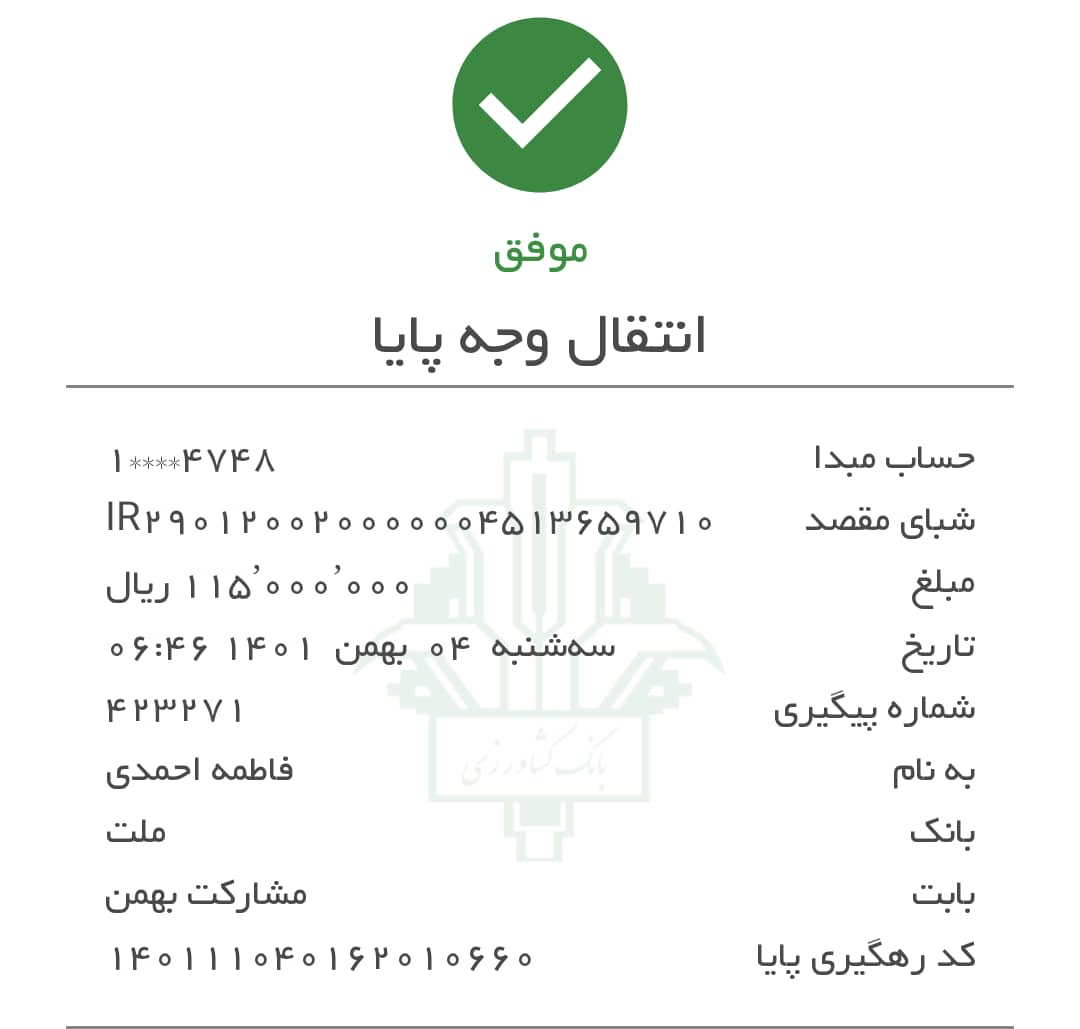 موفق
انتقال وجه پایا
حساب مبدا ۱****۴۷۴۸
شبای مقصد IR۲۹۰۱۲۰۰۲۰۰۰۰۰۰۴۵۱۳۶۵۹۷۱۰
مبلغ ۱۱۵٬۰۰۰٬۰۰۰ ریال
تاریخ سه‌شنبه ۰۴ بهمن ۱۴۰۱ ۰۶:۴۶
شماره پیگیری ۴۲۳۲۷۱
به نام فاطمه احمدی
بانک ملت
بابت مشارکت بهمن
بانک کشاورزی
کد رهگیری پایا ۱۴۰۱۱۱۰۴۰۱۶۲۰۱۰۶۶۰